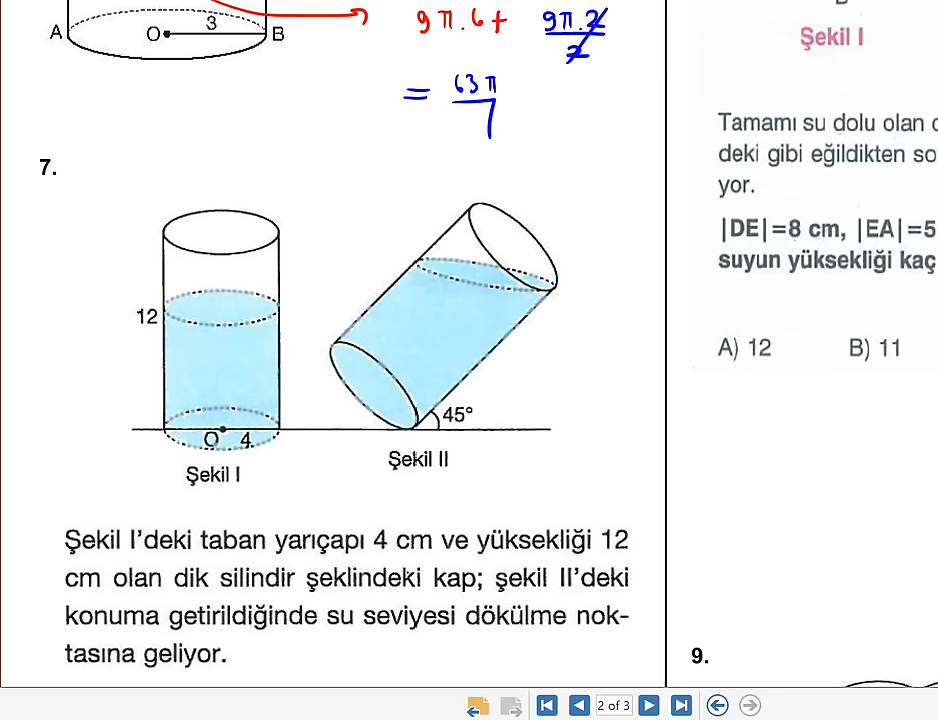 A O 3 B
9π.6+ 9π.2/2
= 63π
7.
12
O 4
Şekil I
45°
Şekil II
Şekil I'deki taban yarıçapı 4 cm ve yüksekliği 12
cm olan dik silindir şeklindeki kap; şekil II'deki
konuma getirildiğinde su seviyesi dökülme nok-
tasına geliyor.
Şekil I
Tamamı su dolu olan
deki gibi eğildikten so
yor.
|DE|=8 cm, |EA|=5
suyun yüksekliği kaç
A) 12 B) 11
9.
2 of 3